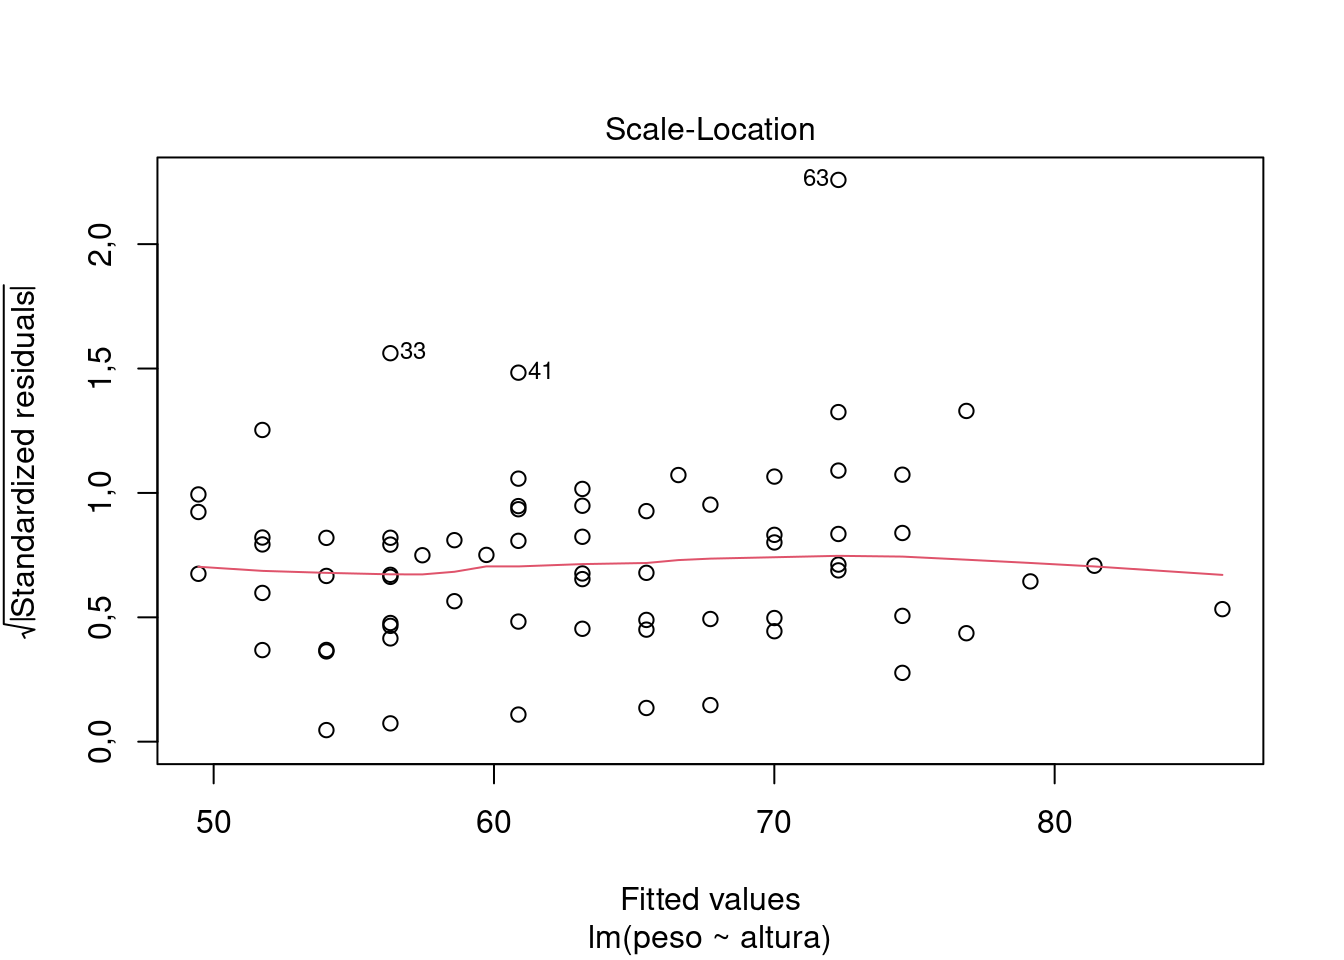 Scale-Location
63
33
41
√|Standardized residuals|
2,0
1,5
1,0
0,5
0,0
50 60 70 80
Fitted values
lm(peso ~ altura)